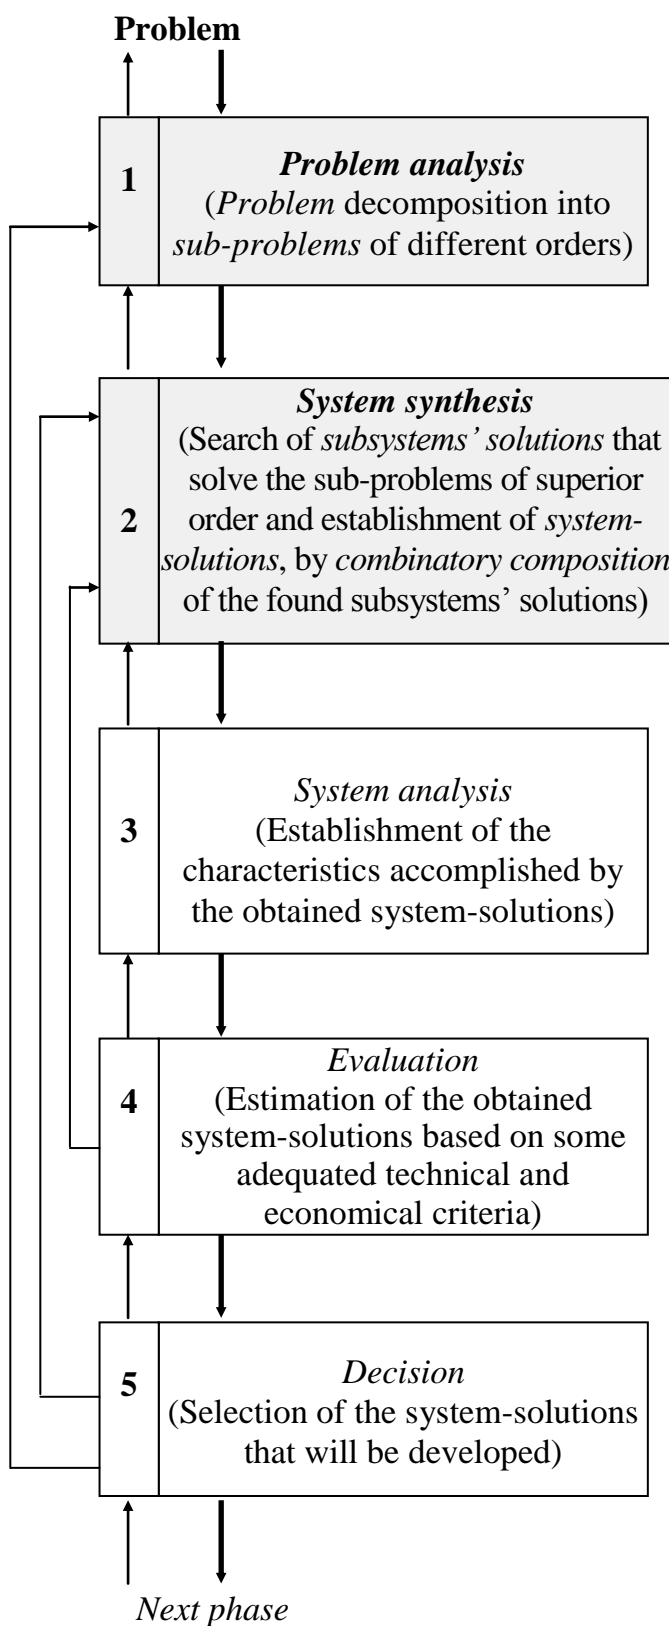 Problem
1
Problem analysis
(Problem decomposition into
sub-problems of different orders)
2
System synthesis
(Search of subsystems’ solutions that
solve the sub-problems of superior
order and establishment of system-
solutions, by combinatory composition
of the found subsystems’ solutions)
3
System analysis
(Establishment of the
characteristics accomplished by
the obtained system-solutions)
4
Evaluation
(Estimation of the obtained
system-solutions based on some
adequated technical and
economical criteria)
5
Decision
(Selection of the system-solutions
that will be developed)
Next phase